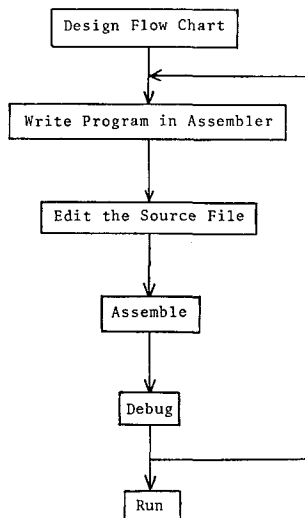 Design Flow Chart
Write Program in Assembler
Edit the Source File
Assemble
Debug
Run